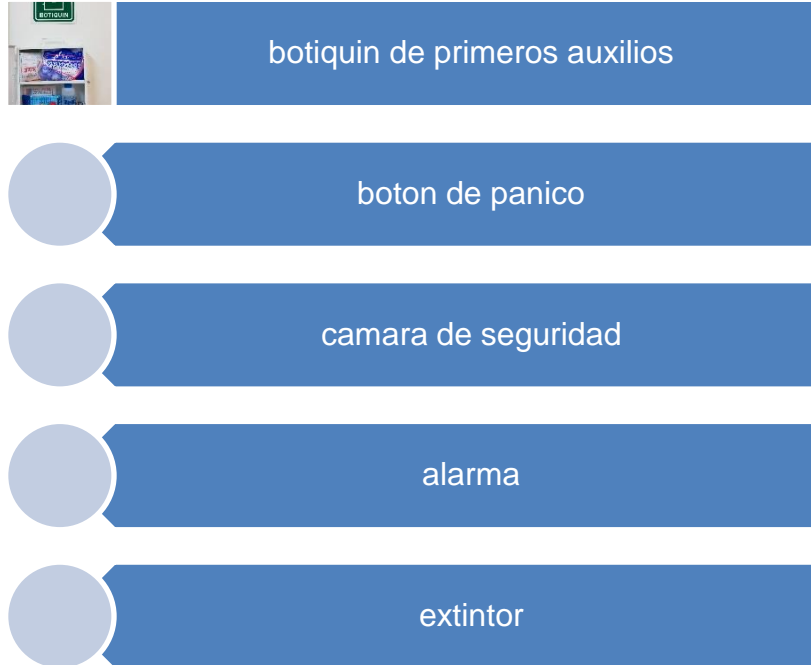 BOTIQUIN
botiquin de primeros auxilios
boton de panico
camara de seguridad
alarma
extintor